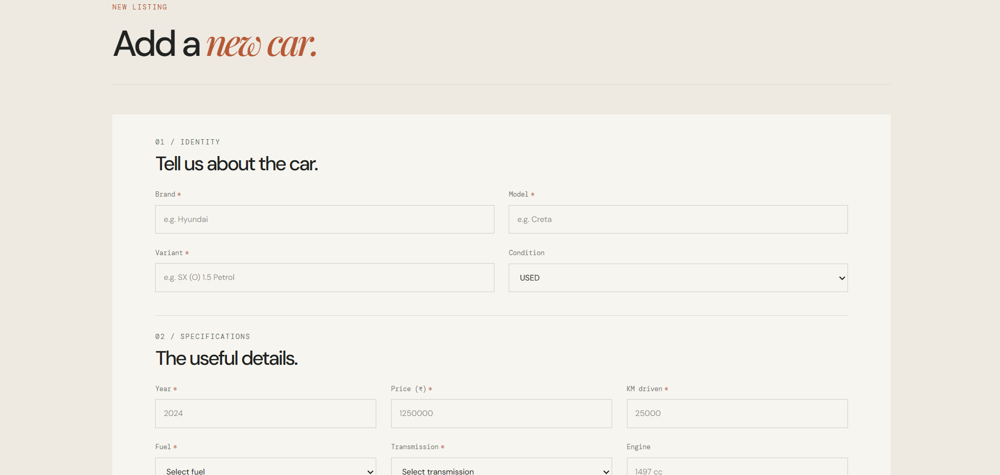 NEW LISTING
Add a new car.
01 / IDENTITY
Tell us about the car.
Brand * Model *
e.g. Hyundai e.g. Creta
Variant * Condition
e.g. SX (O) 1.5 Petrol USED
02 / SPECIFICATIONS
The useful details.
Year * Price (₹) * KM driven *
2024 1250000 25000
Fuel * Transmission * Engine
Select fuel Select transmission 1497 cc